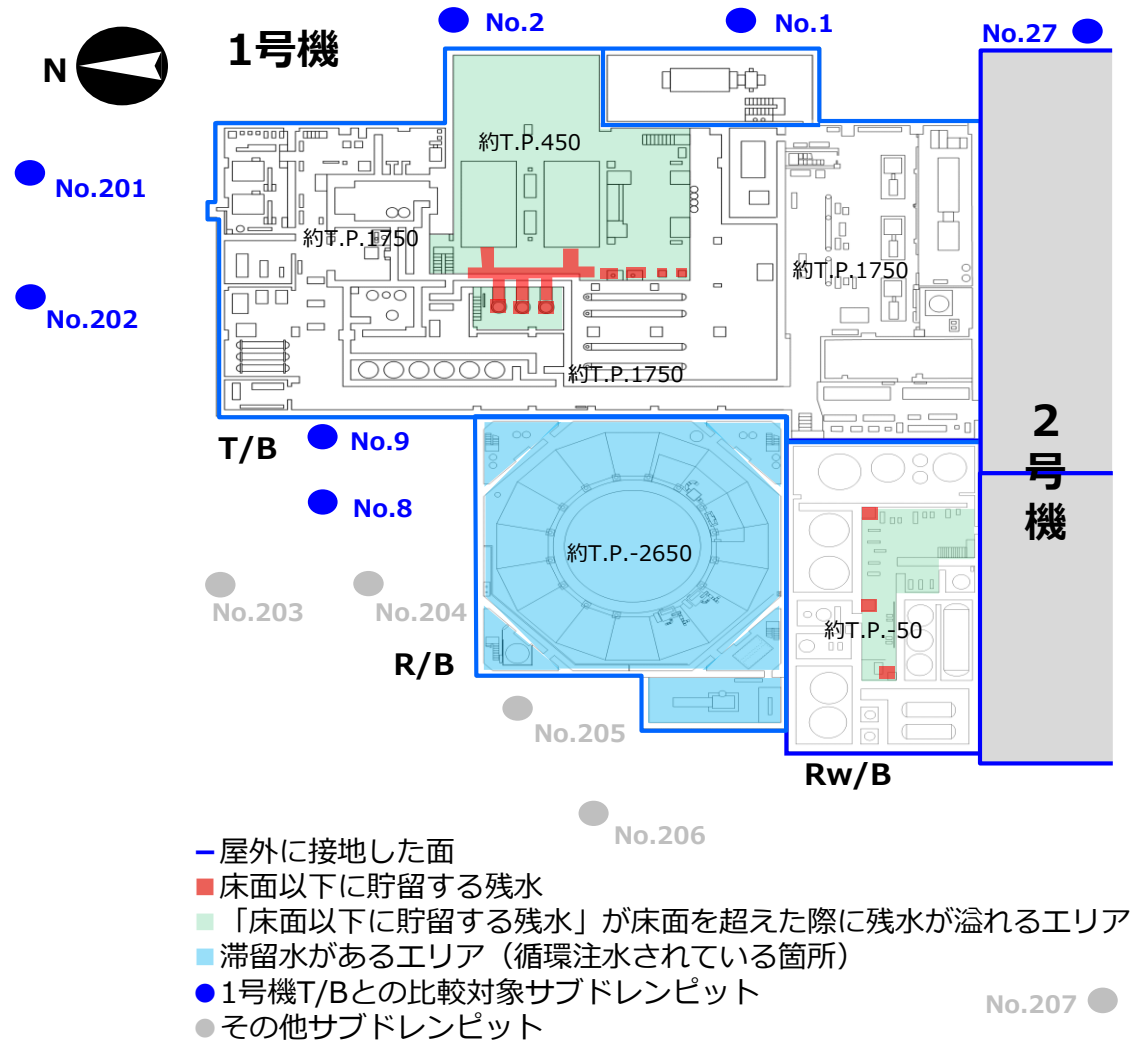 No.2
No.1
No.27
N
1号機
約T.P.450
No.201
約T.P.1750
約T.P.1750
No.202
約T.P.1750
2号機
T/B
No.9
No.8
約T.P.-2650
No.203
No.204
約T.P.-50
R/B
No.205
Rw/B
No.206
屋外に接地した面
床面以下に貯留する残水
「床面以下に貯留する残水」が床面を超えた際に残水が溢れるエリア
滞留水があるエリア（循環注水されている箇所）
1号機T/Bとの比較対象サブドレンピット
No.207
その他サブドレンピット